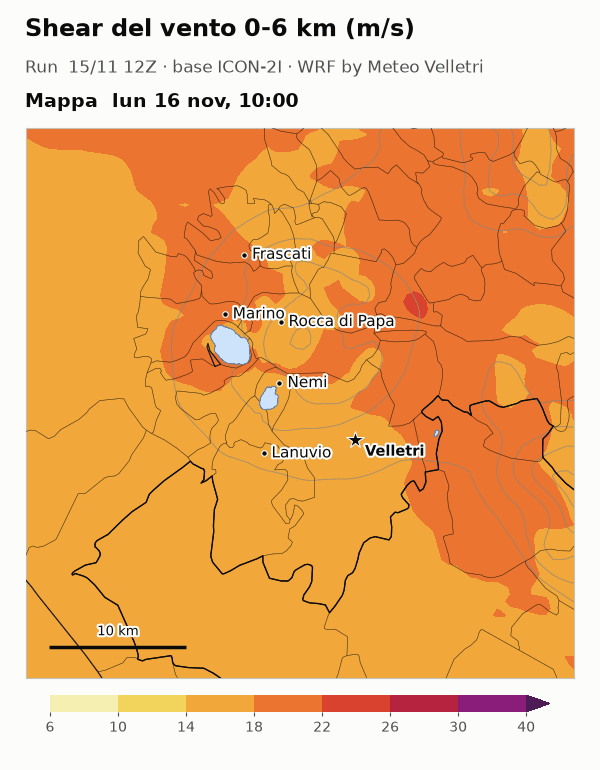 Shear del vento 0-6 km (m/s)
Run  15/11 12Z · base ICON-2I · WRF by Meteo Velletri
Mappa  lun 16 nov, 10:00
Frascati
Marino
Rocca di Papa
Nemi
Velletri
Lanuvio
10 km
6 10 14 18 22 26 30 40